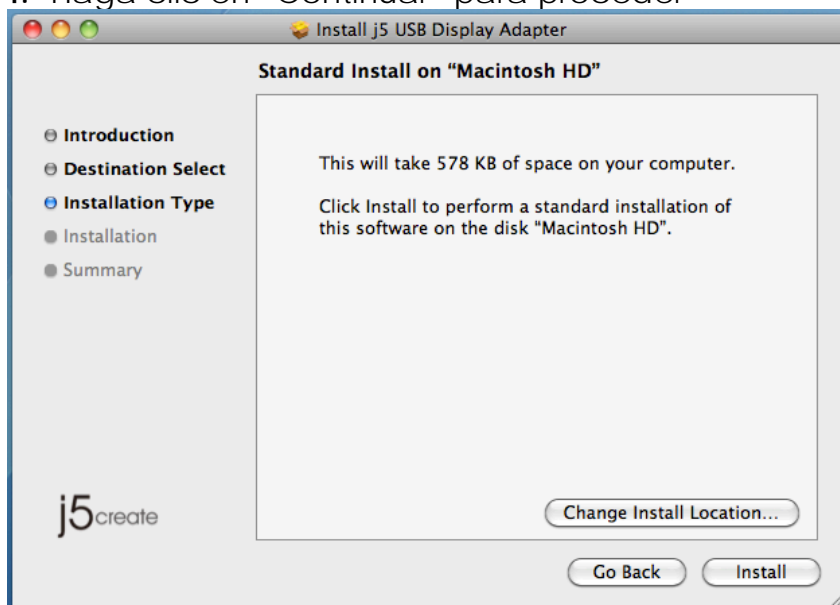 haga clic en "Continuar" para proceder
Install j5 USB Display Adapter
Standard Install on “Macintosh HD”
Introduction
Destination Select
Installation Type
Installation
Summary
This will take 578 KB of space on your computer.
Click Install to perform a standard installation of
this software on the disk “Macintosh HD”.
j5create
Change Install Location...
Go Back
Install